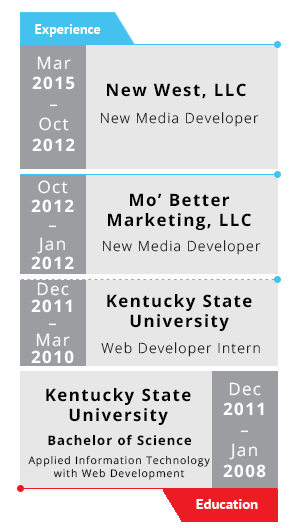 Experience
Mar
2015
–
Oct
2012
New West, LLC
New Media Developer
Oct
2012
–
Jan
2012
Mo’ Better
Marketing, LLC
New Media Developer
Dec
2011
–
Mar
2010
Kentucky State
University
Web Developer Intern
Kentucky State
University
Bachelor of Science
Applied Information Technology
with Web Development
Dec
2011
–
Jan
2008
Education